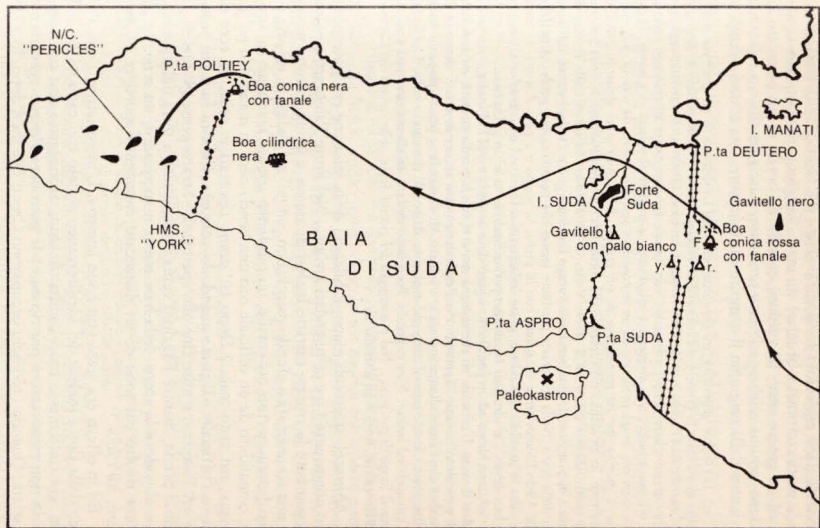 N/C.
"PERICLES"
P.ta POLTIEY
Boa conica nera
con fanale
Boa cilindrica
nera
HMS.
"YORK"
BAIA
DI SUDA
I. MANATI
P.ta DEUTERO
Forte
Suda
I. SUDA
Gavitello nero
Gavitello
con palo bianco
F
Boa
conica rossa
con fanale
y.
r.
P.ta ASPRO
P.ta SUDA
Paleokastron